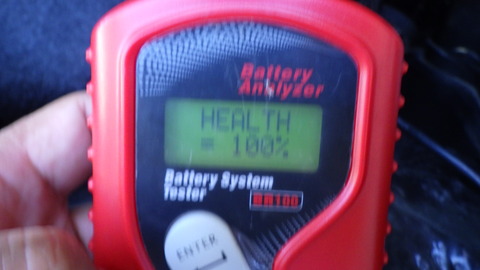 Battery
Analyzer
HEALTH
= 100%
Battery System
Tester
ENTER